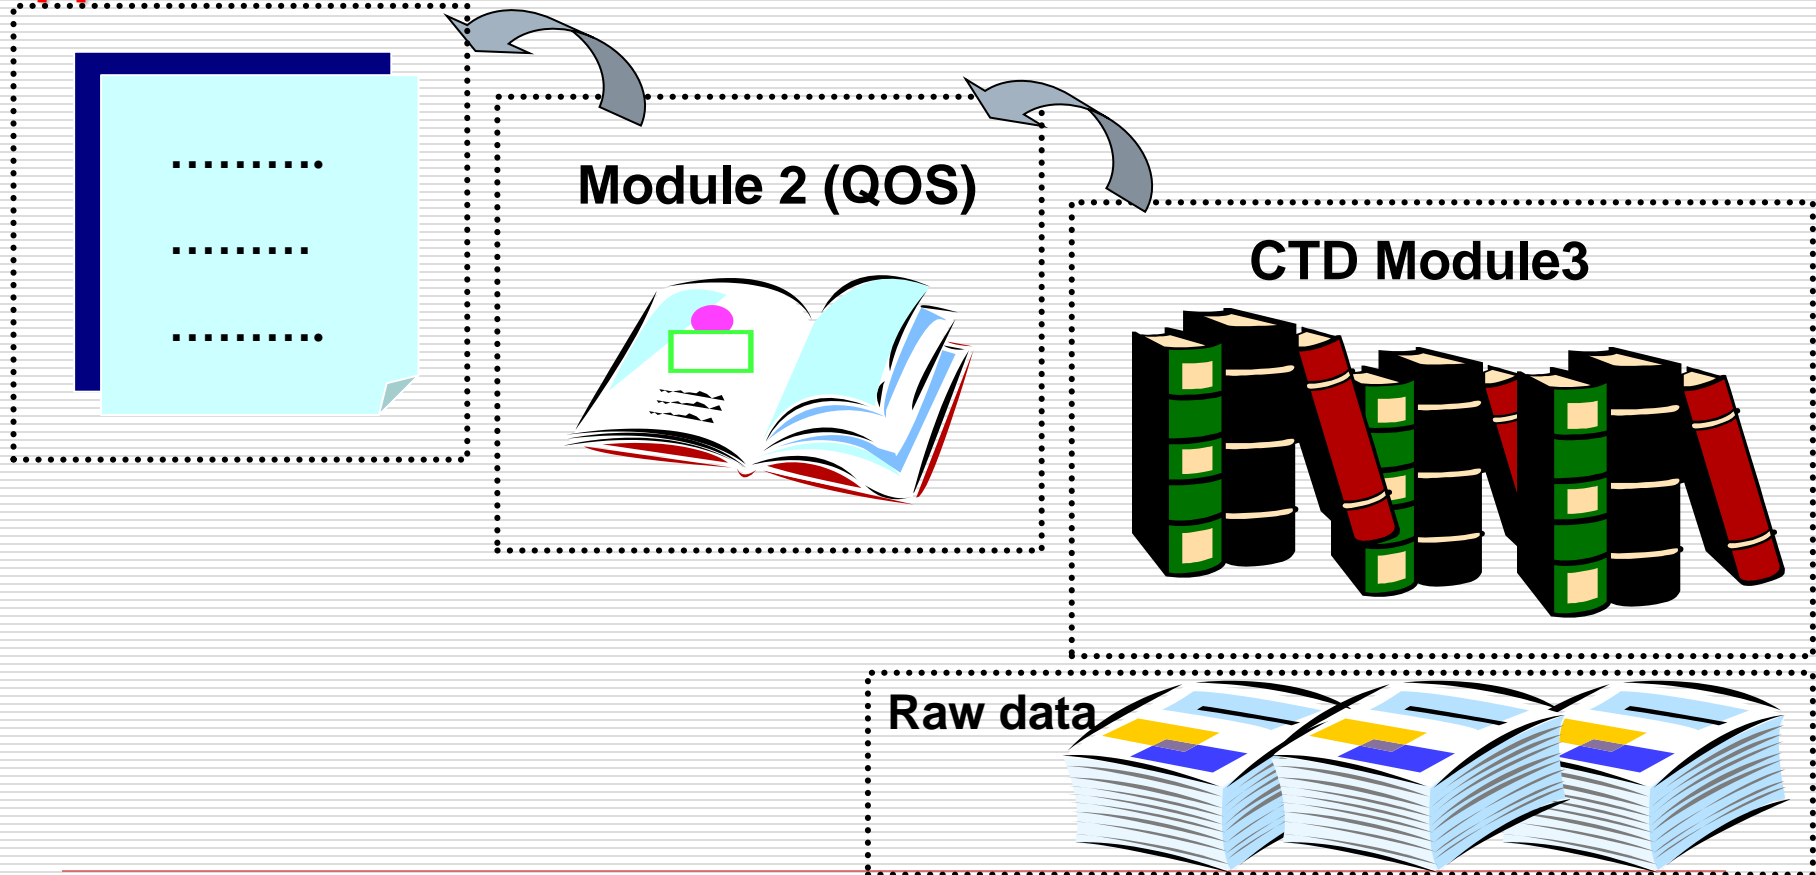 ……….
………
……….
Module 2 (QOS)
CTD Module3
Raw data